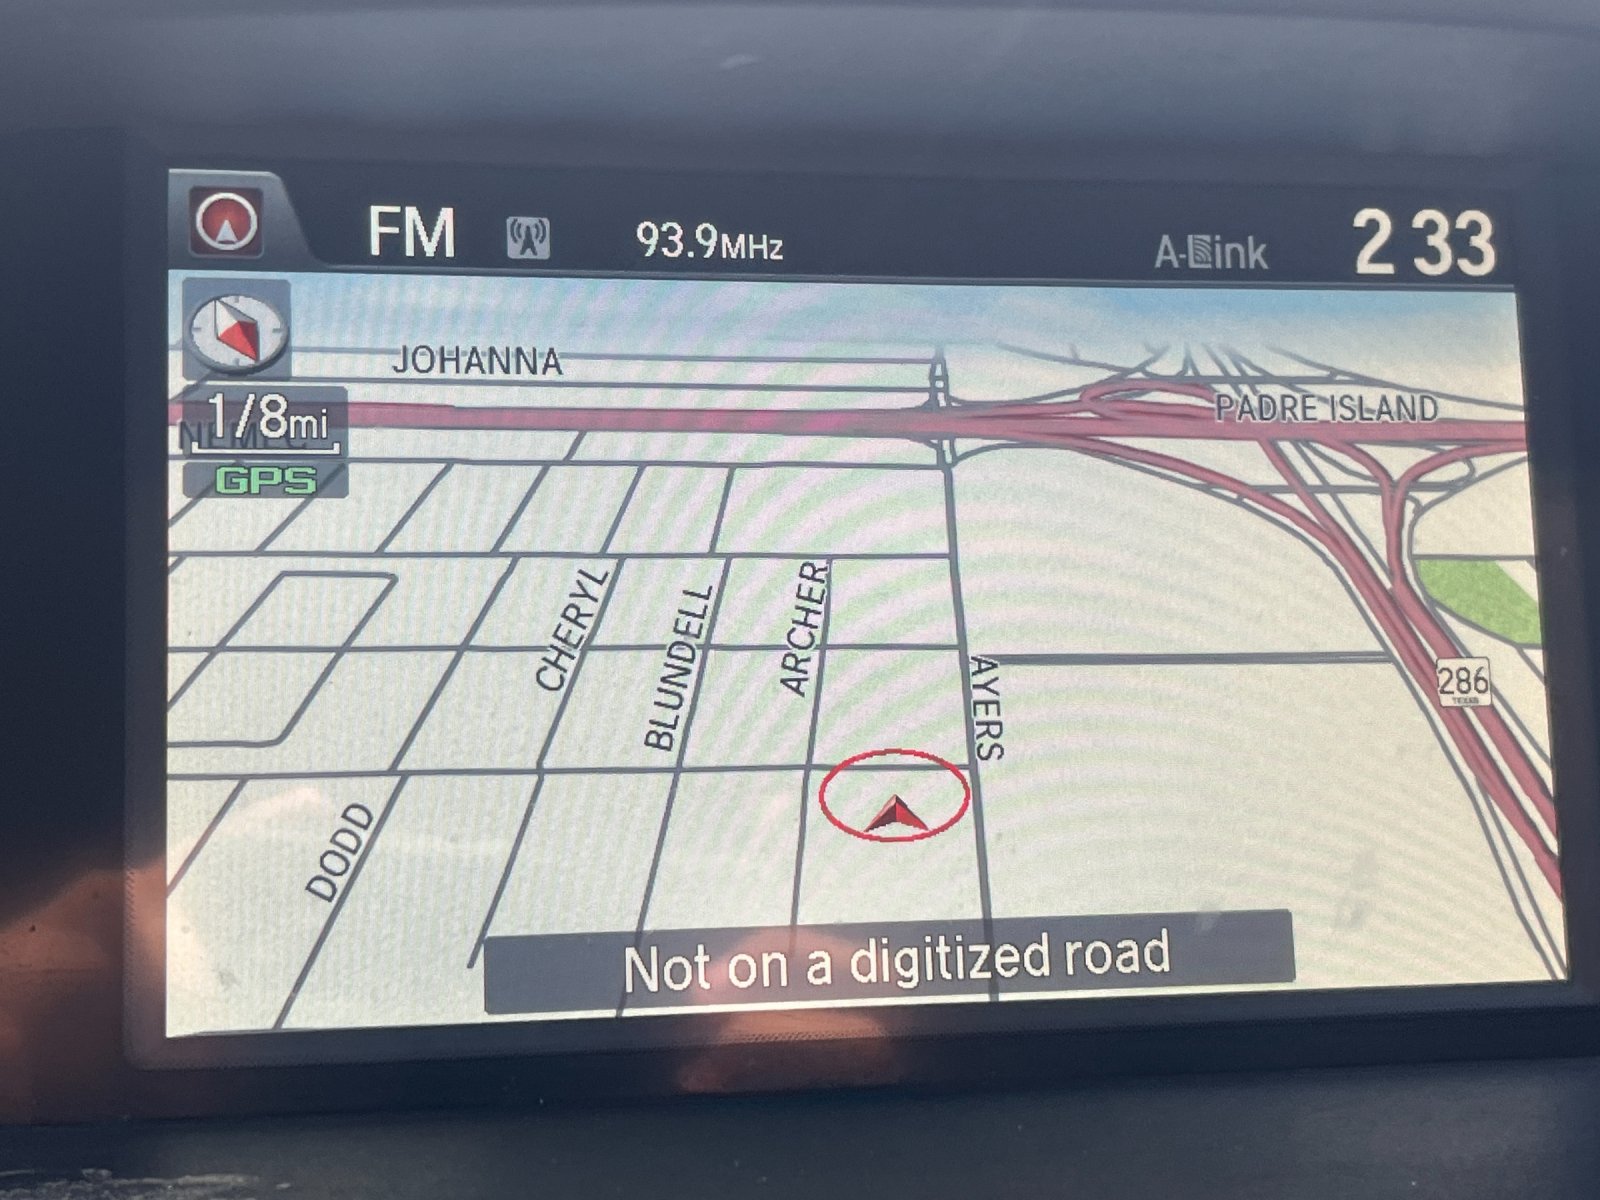 FM
93.9MHz
A-Link
2 33
JOHANNA
PADRE ISLAND
1/8mi
GPS
CHERYL
BLUNDELL
ARCHER
AYERS
286
TEXAS
DODD
Not on a digitized road